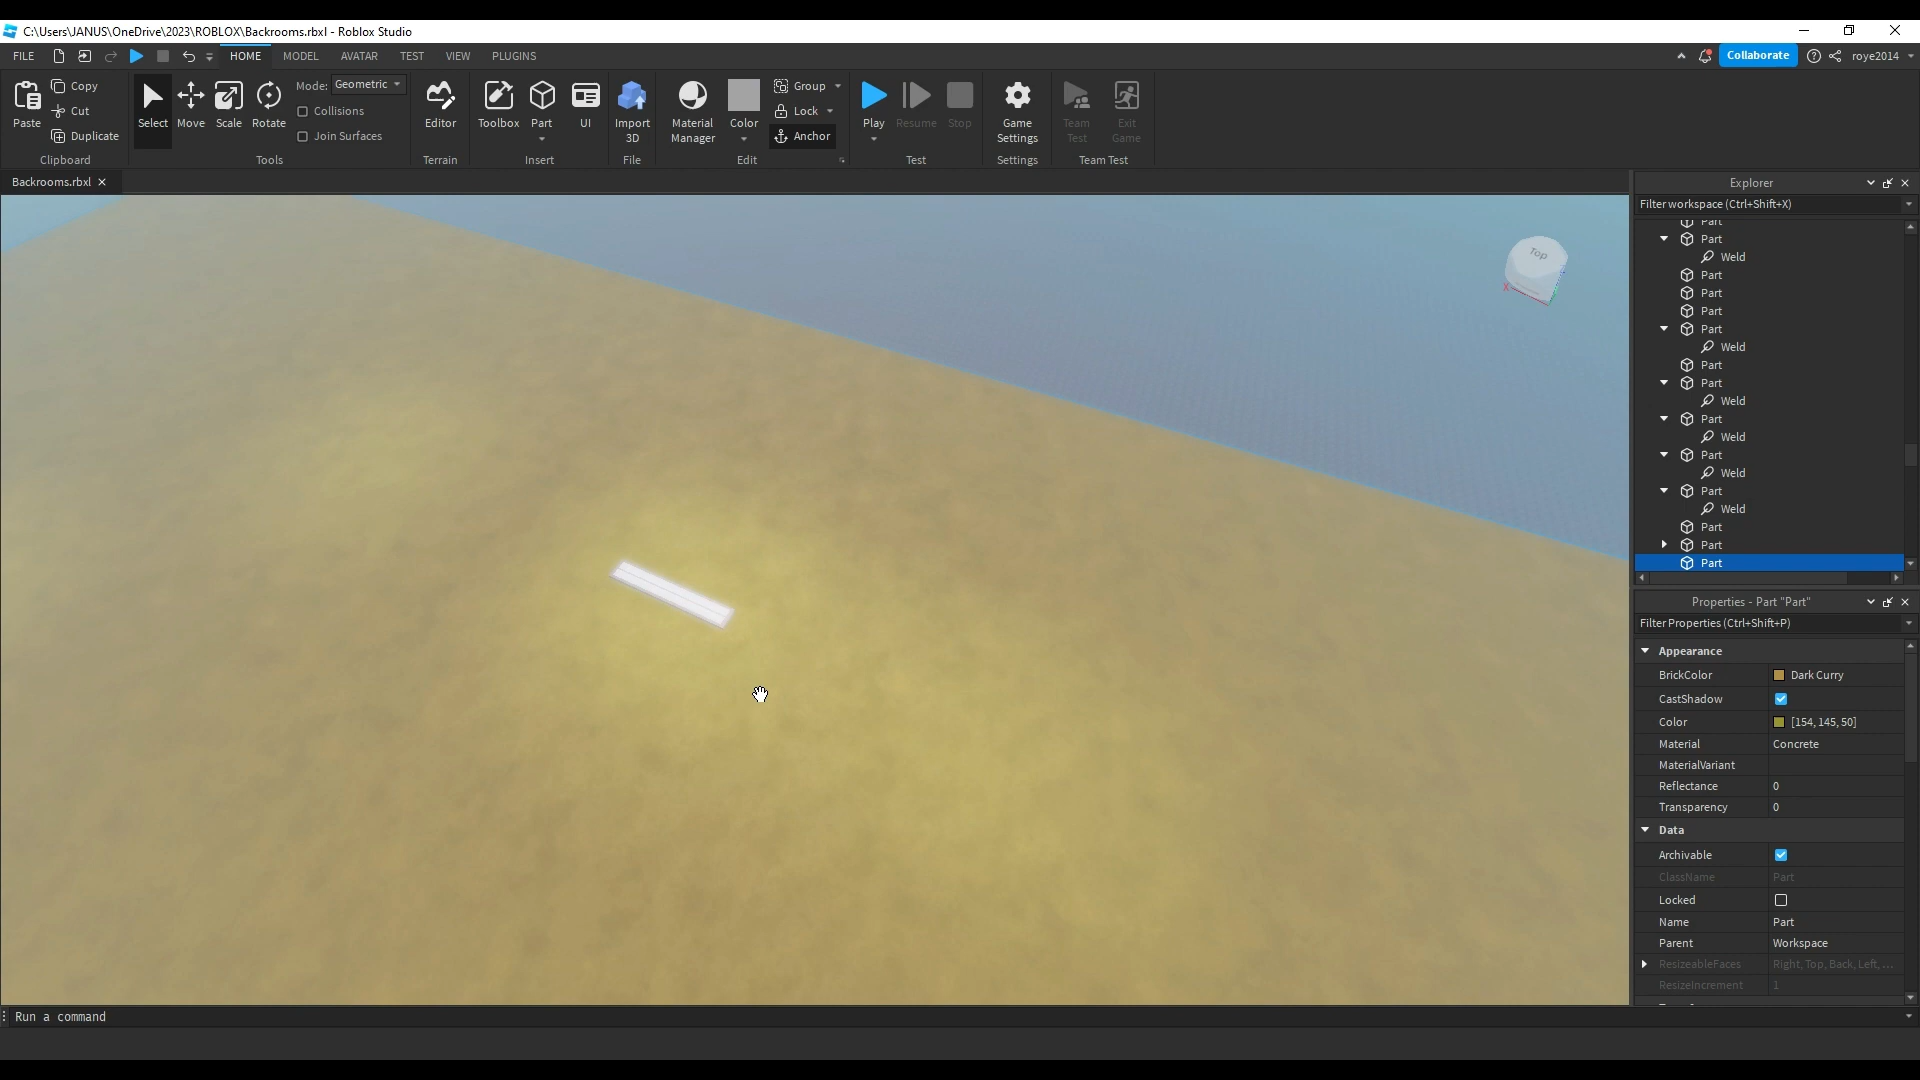 C:\Users\JANUS\OneDrive\2023\ROBLOX\Backrooms.rbxl - Roblox Studio
FILE HOME MODEL AVATAR TEST VIEW PLUGINS Collaborate roye2014
Paste Copy Cut Duplicate
Clipboard
Select Move Scale Rotate Mode: Geometric
Collisions
Join Surfaces
Tools
Editor
Terrain
Toolbox Part UI
Insert
Import 3D
File
Material Manager Color Group Lock Anchor
Edit
Play Resume Stop
Test
Game Settings
Settings
Team Test Exit Game
Team Test
Backrooms.rbxl
Top
X
Explorer
Filter workspace (Ctrl+Shift+X)
Part
Part
Weld
Part
Part
Part
Part
Weld
Part
Part
Weld
Part
Weld
Part
Weld
Part
Weld
Part
Part
Part
Properties - Part "Part"
Filter Properties (Ctrl+Shift+P)
Appearance
BrickColor Dark Curry
CastShadow
Color [154, 145, 50]
Material Concrete
MaterialVariant
Reflectance 0
Transparency 0
Data
Archivable
ClassName Part
Locked
Name Part
Parent Workspace
ResizeableFaces Right, Top, Back, Left, ...
ResizeIncrement 1
Run a command